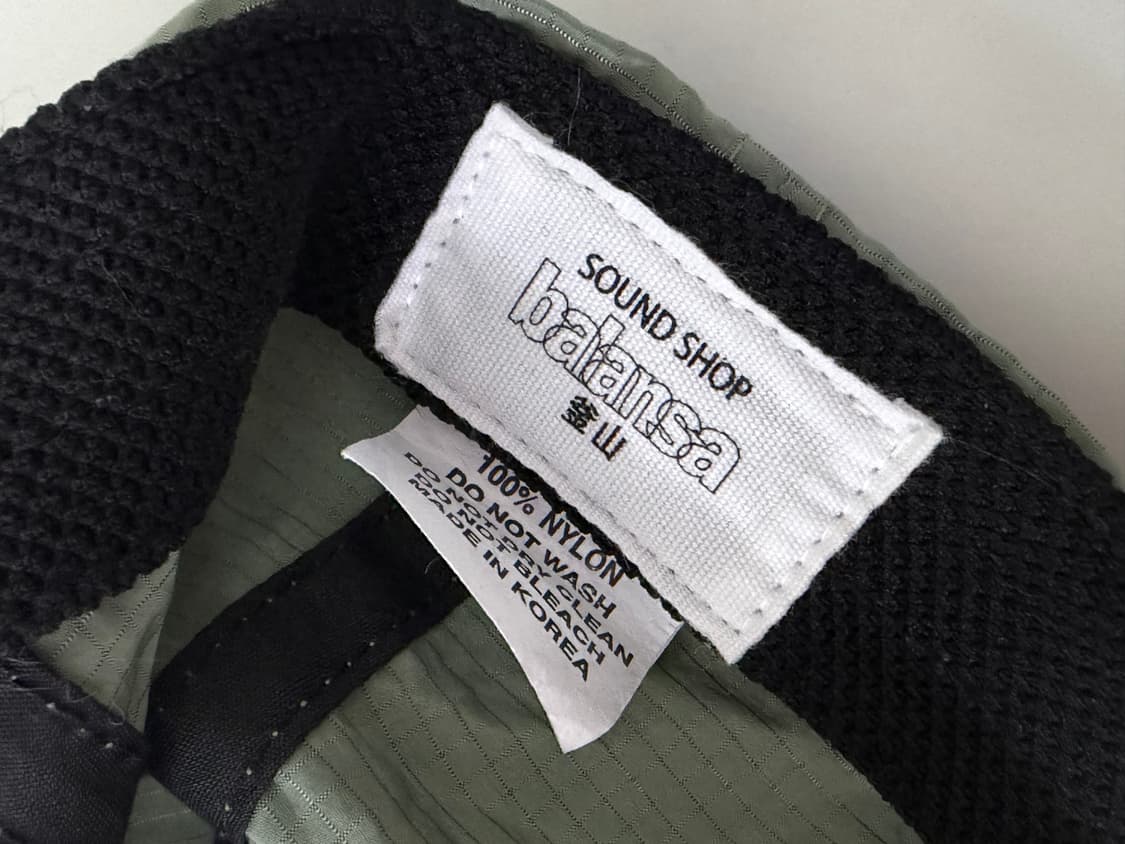 SOUND SHOP
balansa
釜山
100% NYLON
DO NOT WASH
DO NOT DRY CLEAN
DO NOT BLEACH
MADE IN KOREA